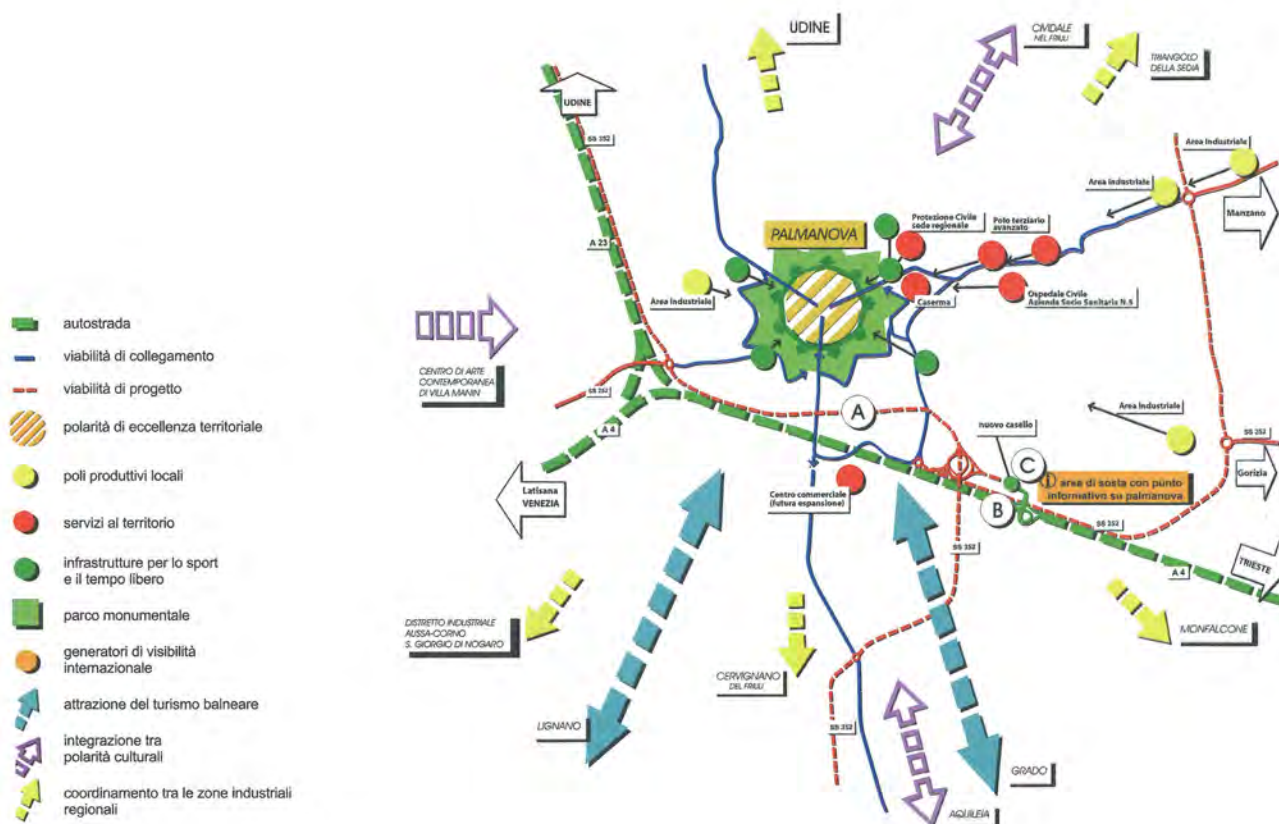 autostrada
viabilità di collegamento
viabilità di progetto
polarità di eccellenza territoriale
poli produttivi locali
servizi al territorio
infrastrutture per lo sport
e il tempo libero
parco monumentale
generatori di visibilità
internazionale
attrazione del turismo balneare
integrazione tra
polarità culturali
coordinamento tra le zone industriali
regionali
UDINE
CIVIDALE
NEL FRIULI
TRIANGOLO
DELLA SEDIA
UDINE
SS 352
A 23
Area Industriale
Area Industriale
Manzano
PALMANOVA
Protezione Civile
sede regionale
Polo terziario
avanzato
Area Industriale
Caserma
Ospedale Civile
Azienda Socio Sanitaria N.5
CENTRO DI ARTE
CONTEMPORANEA
DI VILLA MANIN
SS 252
A 4
A
Area Industriale
nuovo casello
SS 252
Gorizia
C
i
i area di sosta con punto
informativo su palmanova
B
Latisana
VENEZIA
Centro commerciale
(futura espansione)
SS 352
SS 352
A 4
TRIESTE
DISTRETTO INDUSTRIALE
AUSSA-CORNO
S. GIORGIO DI NOGARO
MONFALCONE
CERVIGNANO
DEL FRIULI
LIGNANO
SS 352
GRADO
AQUILEIA